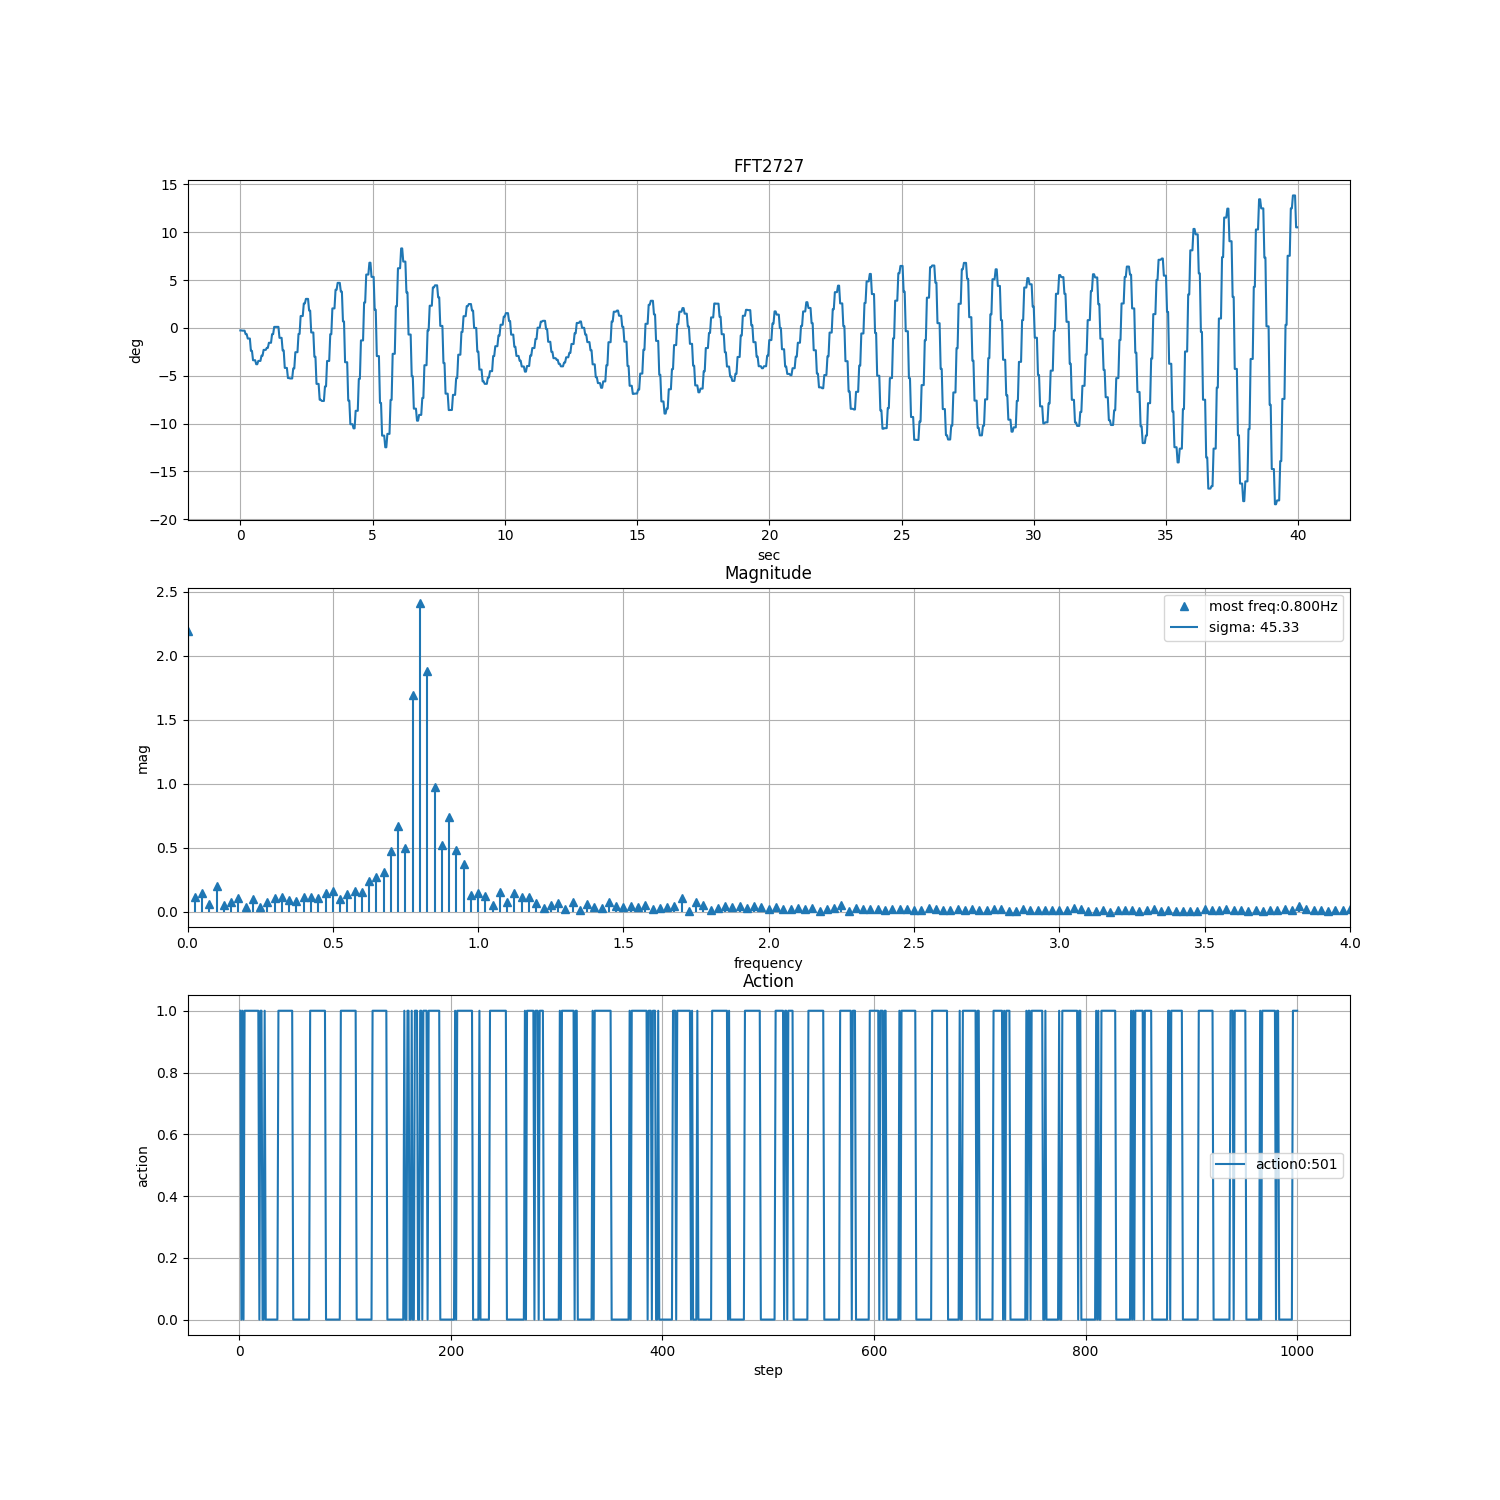 FFT2727
15
10
5
0
−5
−10
−15
−20
deg
0 5 10 15 20 25 30 35 40
sec
Magnitude
2.5
2.0
1.5
1.0
0.5
0.0
mag
most freq:0.800Hz
sigma: 45.33
0.0 0.5 1.0 1.5 2.0 2.5 3.0 3.5 4.0
frequency
Action
1.0
0.8
0.6
0.4
0.2
0.0
action
action0:501
0 200 400 600 800 1000
step